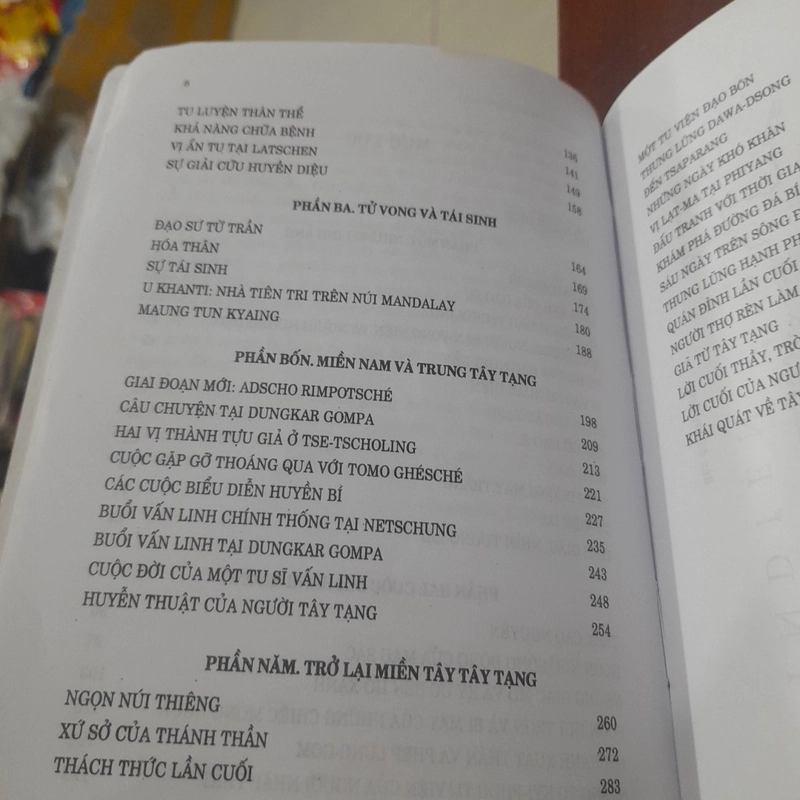 8
TU LUYỆN THÂN THỂ 136
KHẢ NĂNG CHỮA BỆNH 141
VỊ ẨN TU TẠI LATSCHEN 149
SỰ GIẢI CỨU HUYỀN DIỆU 158
PHẦN BA. TỬ VONG VÀ TÁI SINH
ĐẠO SƯ TỪ TRẦN 164
HÓA THÂN 169
SỰ TÁI SINH 174
U KHANTI: NHÀ TIÊN TRI TRÊN NÚI MANDALAY 180
MAUNG TUN KYAING 188
PHẦN BỐN. MIỀN NAM VÀ TRUNG TÂY TẠNG
GIAI ĐOẠN MỚI: ADSCHO RIMPOTSCHÉ 198
CÂU CHUYỆN TẠI DUNGKAR GOMPA 209
HAI VỊ THÀNH TỰU GIẢ Ở TSE-TSCHOLING 213
CUỘC GẶP GỠ THOÁNG QUA VỚI TOMO GHÉSCHÉ 221
CÁC CUỘC BIỂU DIỄN HUYỀN BÍ 227
BUỔI VẤN LINH CHÍNH THỐNG TẠI NETSCHUNG 235
BUỔI VẤN LINH TẠI DUNGKAR GOMPA 243
CUỘC ĐỜI CỦA MỘT TU SĨ VẤN LINH 248
HUYỄN THUẬT CỦA NGƯỜI TÂY TẠNG 254
PHẦN NĂM. TRỞ LẠI MIỀN TÂY TÂY TẠNG
NGỌN NÚI THIÊNG 260
XỨ SỞ CỦA THÁNH THẦN 272
THÁCH THỨC LẦN CUỐI 283
MỘT TU VIỆN ĐẠO BÔN
THUNG LŨNG DAWA-DSONG
ĐẾN TSAPARANG
NHỮNG NGÀY KHÓ KHĂN
VỊ LẠT-MA TẠI PHIYANG
ĐẤU TRANH VỚI THỜI GIA
KHÁM PHÁ ĐƯỜNG ĐÁ BÍ
SÁU NGÀY TRÊN SÔNG Đ
THUNG LŨNG HẠNH PH
QUÁN ĐỈNH LẦN CUỐI
NGƯỜI THỢ RÈN LÀM
GIÃ TỪ TÂY TẠNG
LỜI CUỐI THẦY, TRÒ
LỜI CUỐI CỦA NGƯ
KHÁI QUÁT VỀ TÂY